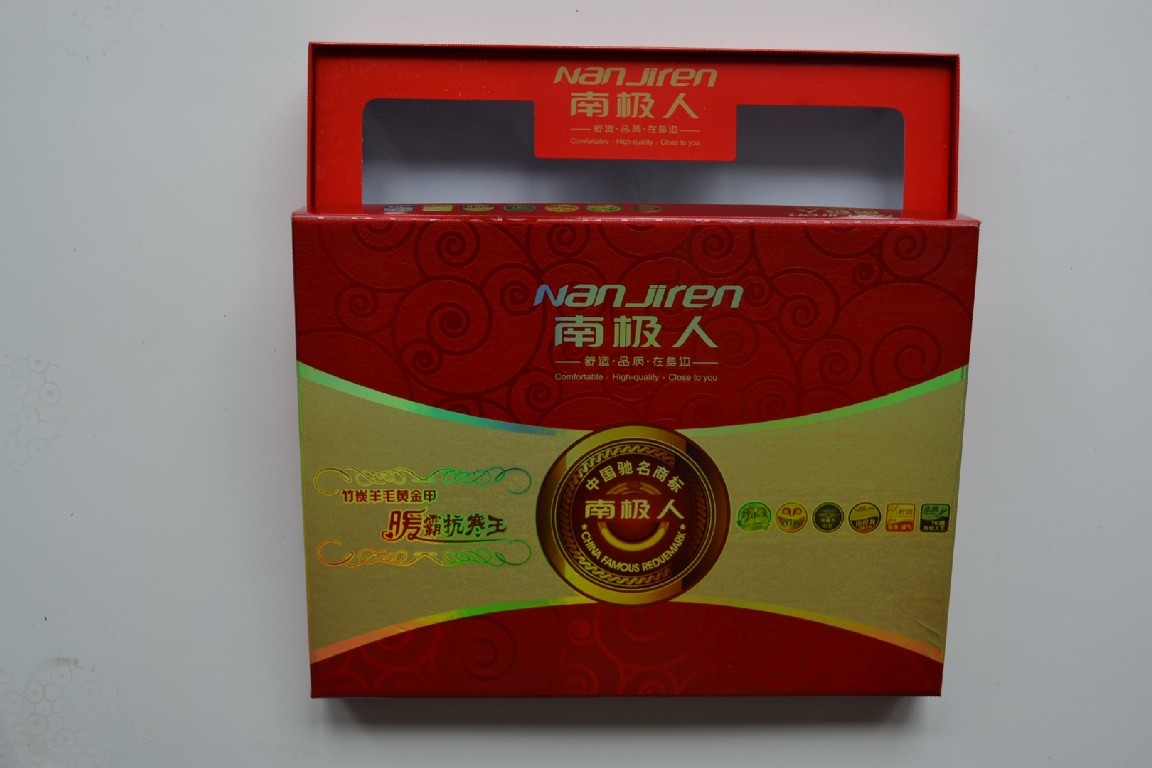 NanJiren
南极人
舒适·品质·在身边
Comfortable · High-quality · Close to you
NanJiren
南极人
舒适·品质·在身边
Comfortable · High-quality · Close to you
竹炭羊毛黄金甲
暖霸抗寒王
中国驰名商标
南极人
CHINA FAMOUS REDUEMARK